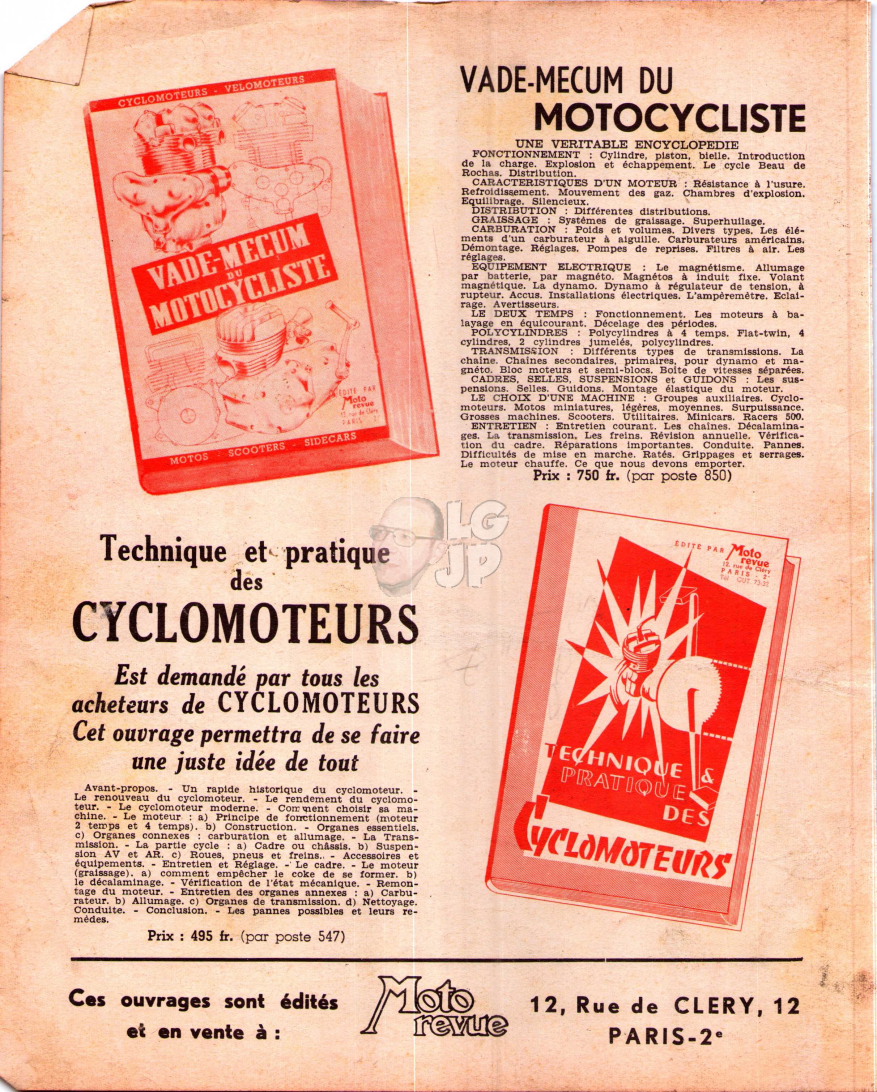 CYCLOMOTEURS - VELOMOTEURS
VADE-MECUM
DU
MOTOCYCLISTE
EDITÉ PAR
Moto
revue
12, rue de Cléry
PARIS
MOTOS - SCOOTERS - SIDECARS
VADE-MECUM DU
MOTOCYCLISTE
UNE VERITABLE ENCYCLOPEDIE
FONCTIONNEMENT : Cylindre, piston, bielle. Introduction
de la charge. Explosion et échappement. Le cycle Beau de
Rochas. Distribution.
CARACTERISTIQUES D'UN MOTEUR : Résistance à l'usure.
Refroidissement. Mouvement des gaz. Chambres d'explosion.
Equilibrage. Silencieux.
DISTRIBUTION : Différentes distributions.
GRAISSAGE : Systèmes de graissage. Superhuilage.
CARBURATION : Poids et volumes. Divers types. Les élé-
ments d'un carburateur à aiguille. Carburateurs américains.
Démontage. Réglages. Pompes de reprises. Filtres à air. Les
réglages.
EQUIPEMENT ELECTRIQUE : Le magnétisme. Allumage
par batterie, par magnéto. Magnétos à induit fixe. Volant
magnétique. La dynamo. Dynamo à régulateur de tension, à
rupteur. Accus. Installations électriques. L'ampèremètre. Eclai-
rage. Avertisseurs.
LE DEUX TEMPS : Fonctionnement. Les moteurs à ba-
layage en équicourant. Décelage des périodes.
POLYCYLINDRES : Polycylindres à 4 temps. Flat-twin, 4
cylindres, 2 cylindres jumelés, polycylindres.
TRANSMISSION : Différents types de transmissions. La
chaîne. Chaînes secondaires, primaires, pour dynamo et ma-
gnéto. Bloc moteurs et semi-blocs. Boîte de vitesses séparées.
CADRES, SELLES, SUSPENSIONS et GUIDONS : Les sus-
pensions. Selles. Guidons. Montage élastique du moteur.
LE CHOIX D'UNE MACHINE : Groupes auxiliaires. Cyclo-
moteurs. Motos miniatures, légères, moyennes. Surpuissance.
Grosses machines. Scooters. Utilitaires. Minicars. Racers 500.
ENTRETIEN : Entretien courant. Les chaînes. Décalamina-
ges. La transmission. Les freins. Révision annuelle. Vérifica-
tion du cadre. Réparations importantes. Conduite. Pannes.
Difficultés de mise en marche. Ratés. Grippages et serrages.
Le moteur chauffe. Ce que nous devons emporter.
Prix : 750 fr. (par poste 850)
LG
JP
Technique et pratique
des
CYCLOMOTEURS
Est demandé par tous les
acheteurs de CYCLOMOTEURS
Cet ouvrage permettra de se faire
une juste idée de tout
Avant-propos. - Un rapide historique du cyclomoteur. -
Le renouveau du cyclomoteur. - Le rendement du cyclomo-
teur. - Le cyclomoteur moderne. - Comment choisir sa ma-
chine. - Le moteur : a) Principe de fonctionnement (moteur
2 temps et 4 temps). b) Construction. - Organes essentiels.
c) Organes connexes : carburation et allumage. - La Trans-
mission. - La partie cycle : a) Cadre ou châssis. b) Suspen-
sion AV et AR. c) Roues, pneus et freins. - Accessoires et
équipements. - Entretien et Réglage. - Le cadre. - Le moteur
(graissage). a) comment empêcher le coke de se former. b)
le décalaminage. - Vérification de l'état mécanique. - Remon-
tage du moteur. - Entretien des organes annexes : a) Carbu-
rateur. b) Allumage. c) Organes de transmission. d) Nettoyage.
Conduite. - Conclusion. - Les pannes possibles et leurs re-
mèdes.
Prix : 495 fr. (par poste 547)
EDITÉ PAR Moto
revue
12, rue de Cléry
PARIS - 2e
Tél GUT 73-25
TECHNIQUE &
PRATIQUE
DES
CYCLOMOTEURS
Ces ouvrages sont édités
et en vente à :
Moto
revue
12, Rue de CLERY, 12
PARIS-2e